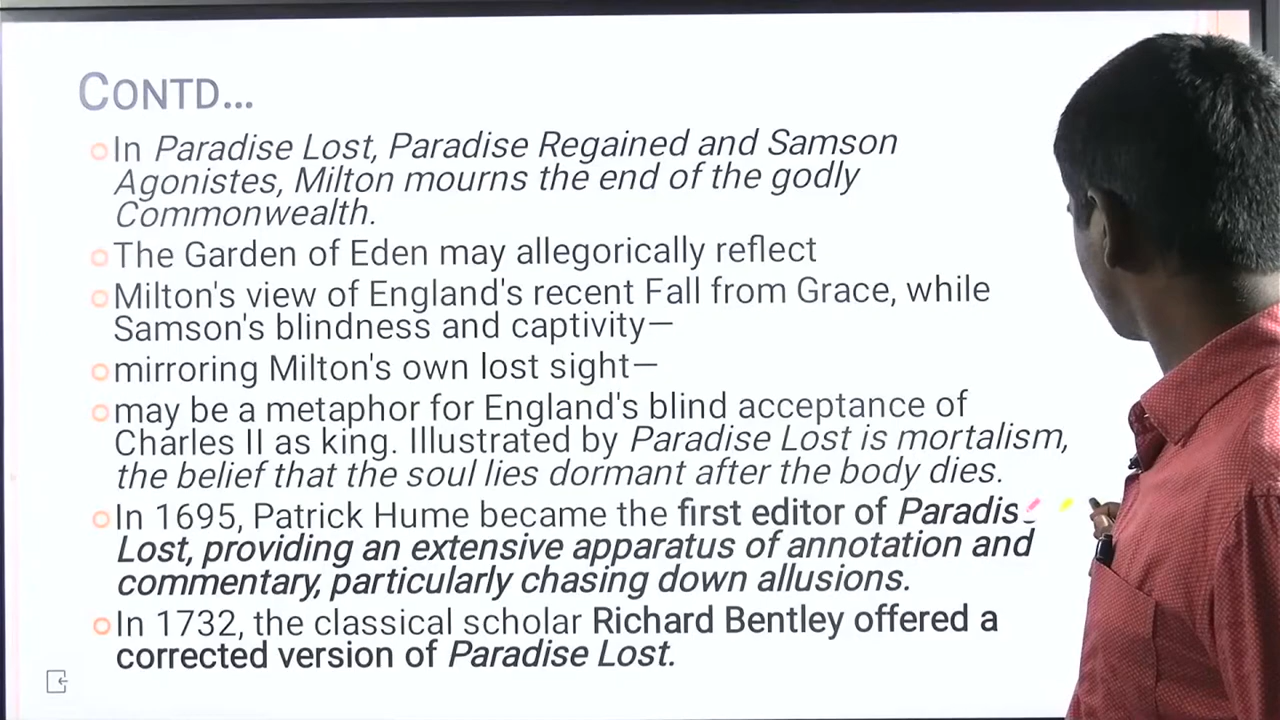 CONTD...
In Paradise Lost, Paradise Regained and Samson
Agonistes, Milton mourns the end of the godly
Commonwealth.
The Garden of Eden may allegorically reflect
Milton's view of England's recent Fall from Grace, while
Samson's blindness and captivity—
mirroring Milton's own lost sight—
may be a metaphor for England's blind acceptance of
Charles II as king. Illustrated by Paradise Lost is mortalism,
the belief that the soul lies dormant after the body dies.
In 1695, Patrick Hume became the first editor of Paradise
Lost, providing an extensive apparatus of annotation and
commentary, particularly chasing down allusions.
In 1732, the classical scholar Richard Bentley offered a
corrected version of Paradise Lost.